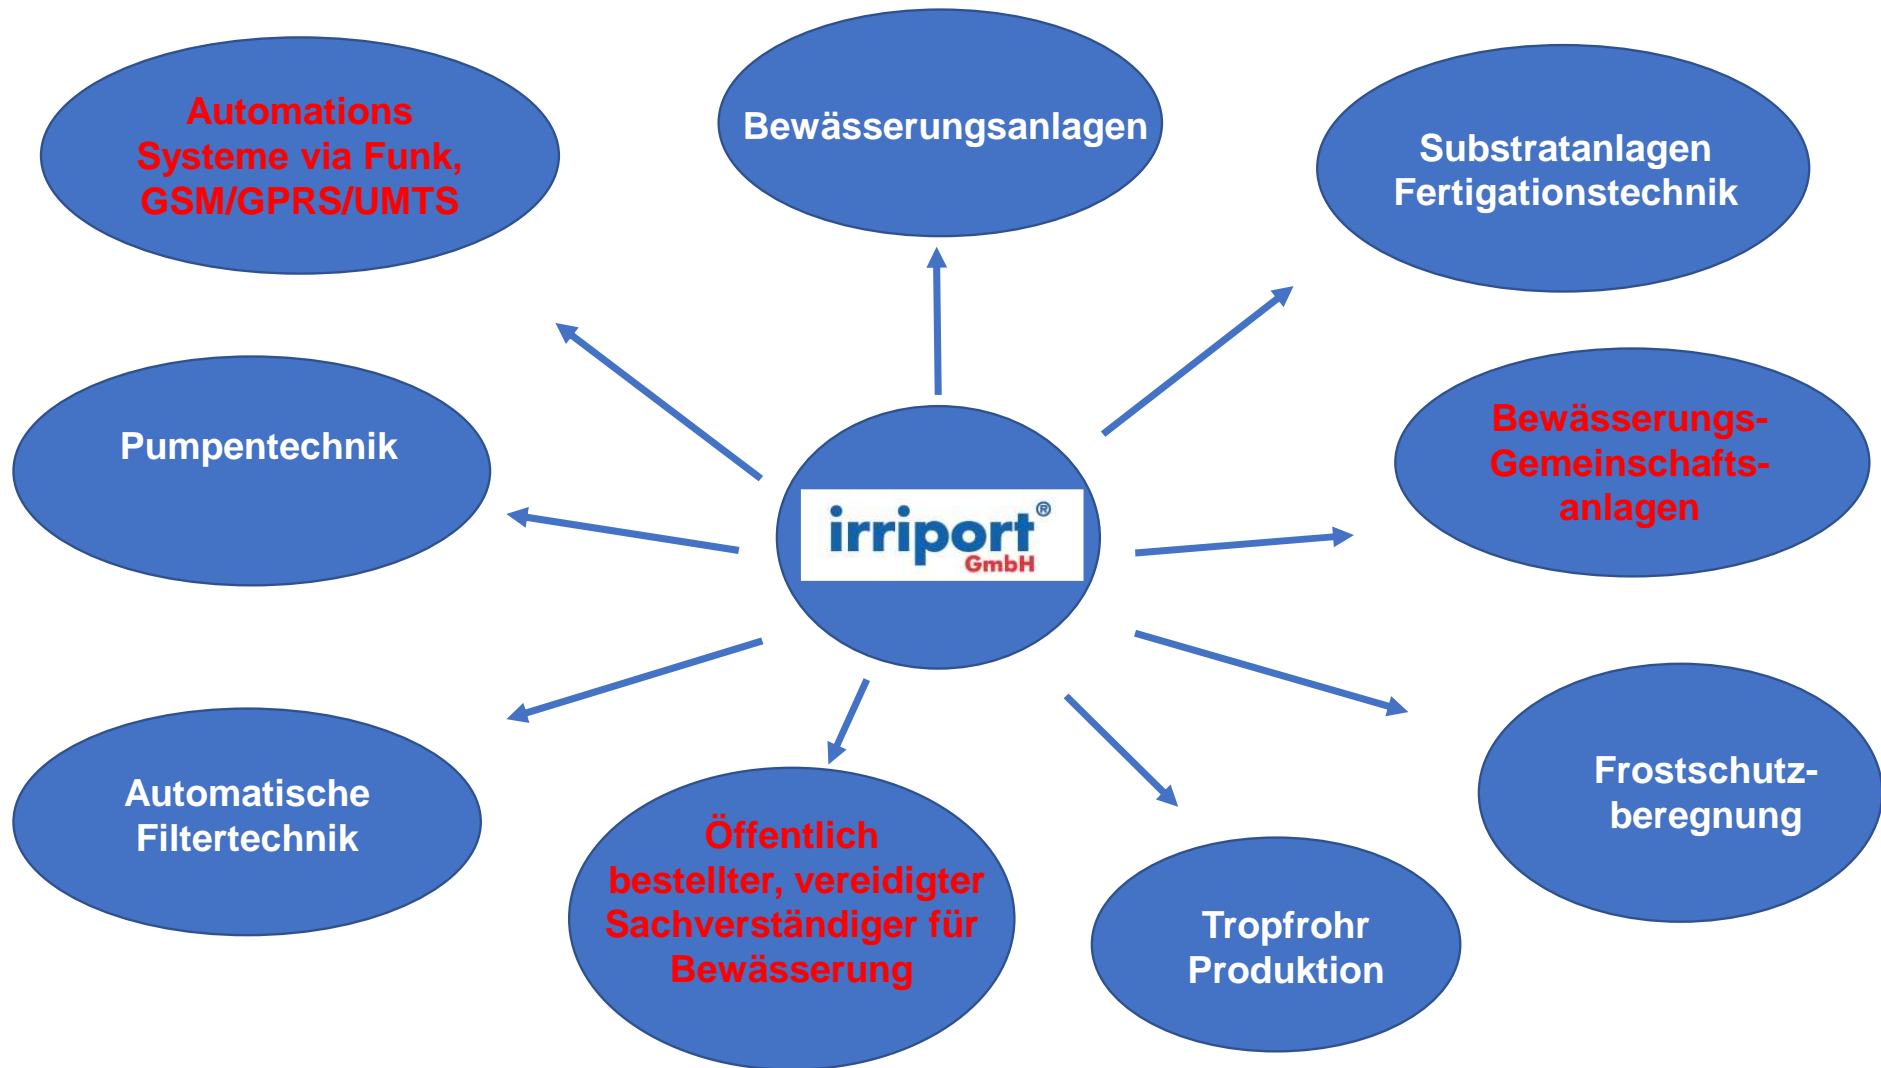 Automations
Systeme via Funk,
GSM/GPRS/UMTS
Bewässerungsanlagen
Substratanlagen
Fertigationstechnik
Pumpentechnik
Bewässerungs-
Gemeinschafts-
anlagen
irriport®
GmbH
Automatische
Filtertechnik
Öffentlich
bestellter, vereidigter
Sachverständiger für
Bewässerung
Tropfrohr
Produktion
Frostschutz-
beregnung